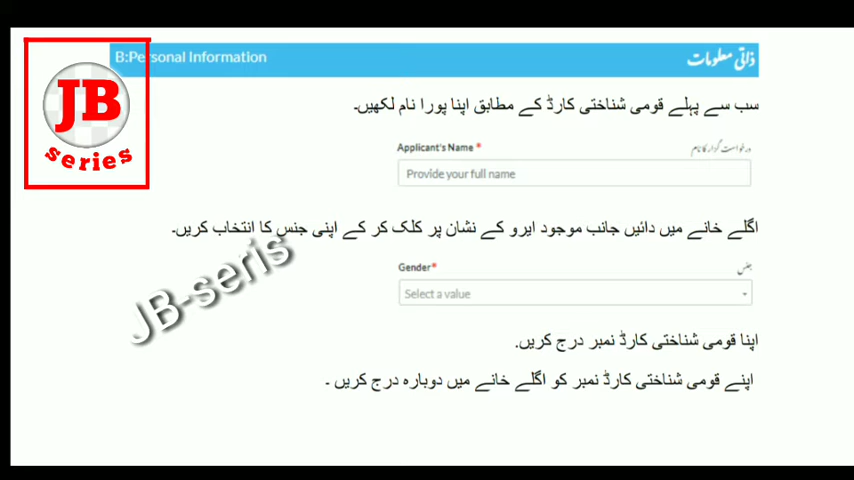 B:Personal Information
ذاتی معلومات
JB
series
سب سے پہلے قومی شناختی کارڈ کے مطابق اپنا پورا نام لکھیں۔
Applicant's Name *
درخواست گزار کا نام
Provide your full name
اگلے خانے میں دائیں جانب موجود ایرو کے نشان پر کلک کر کے اپنی جنس کا انتخاب کریں۔
JB-seris
Gender*
جنس
Select a value
اپنا قومی شناختی کارڈ نمبر درج کریں.
اپنے قومی شناختی کارڈ نمبر کو اگلے خانے میں دوبارہ درج کریں ۔